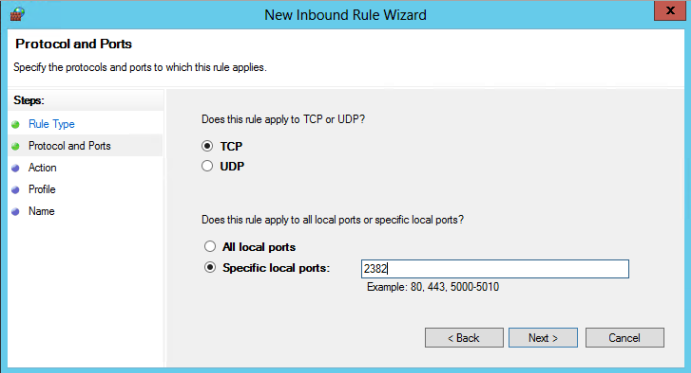 New Inbound Rule Wizard
x
Protocol and Ports
Specify the protocols and ports to which this rule applies.
Steps:
Rule Type
Protocol and Ports
Action
Profile
Name
Does this rule apply to TCP or UDP?
TCP
UDP
Does this rule apply to all local ports or specific local ports?
All local ports
Specific local ports: 2382
Example: 80, 443, 5000-5010
< Back Next > Cancel